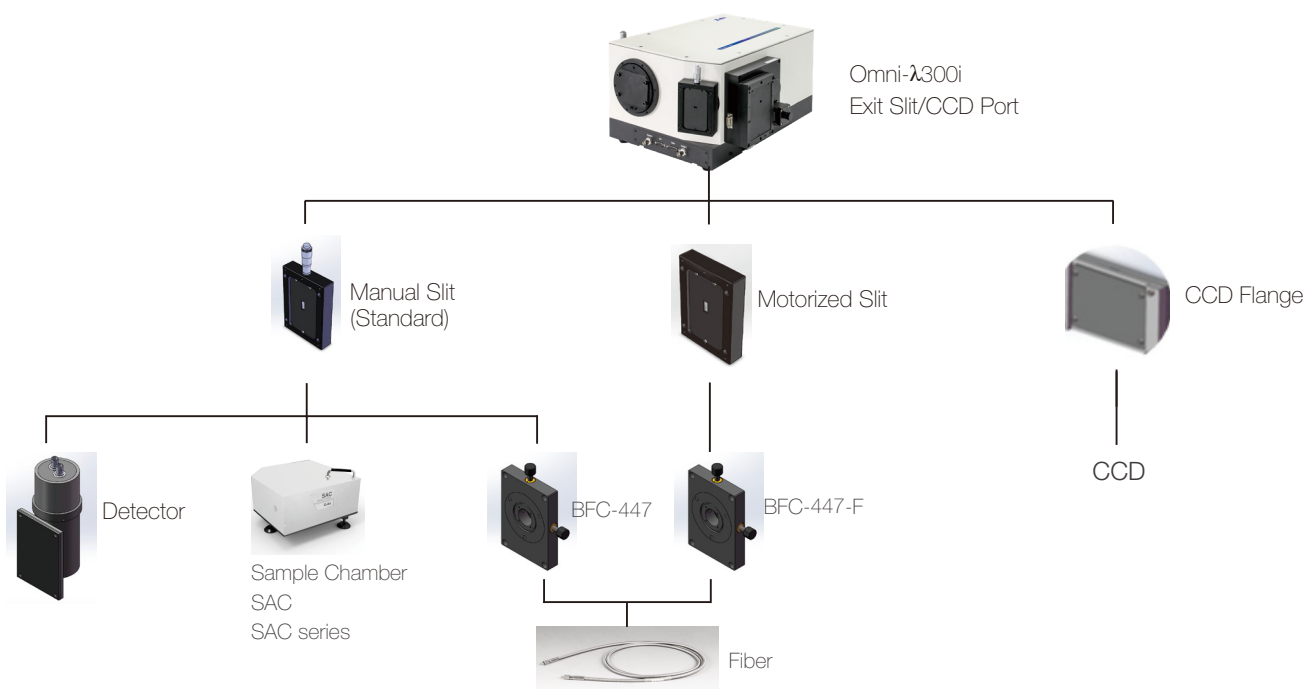 Omni-λ300i
Exit Slit/CCD Port
Manual Slit
(Standard)
Motorized Slit
CCD Flange
Detector
SAC
Sample Chamber
SAC
SAC series
BFC-447
BFC-447-F
CCD
Fiber